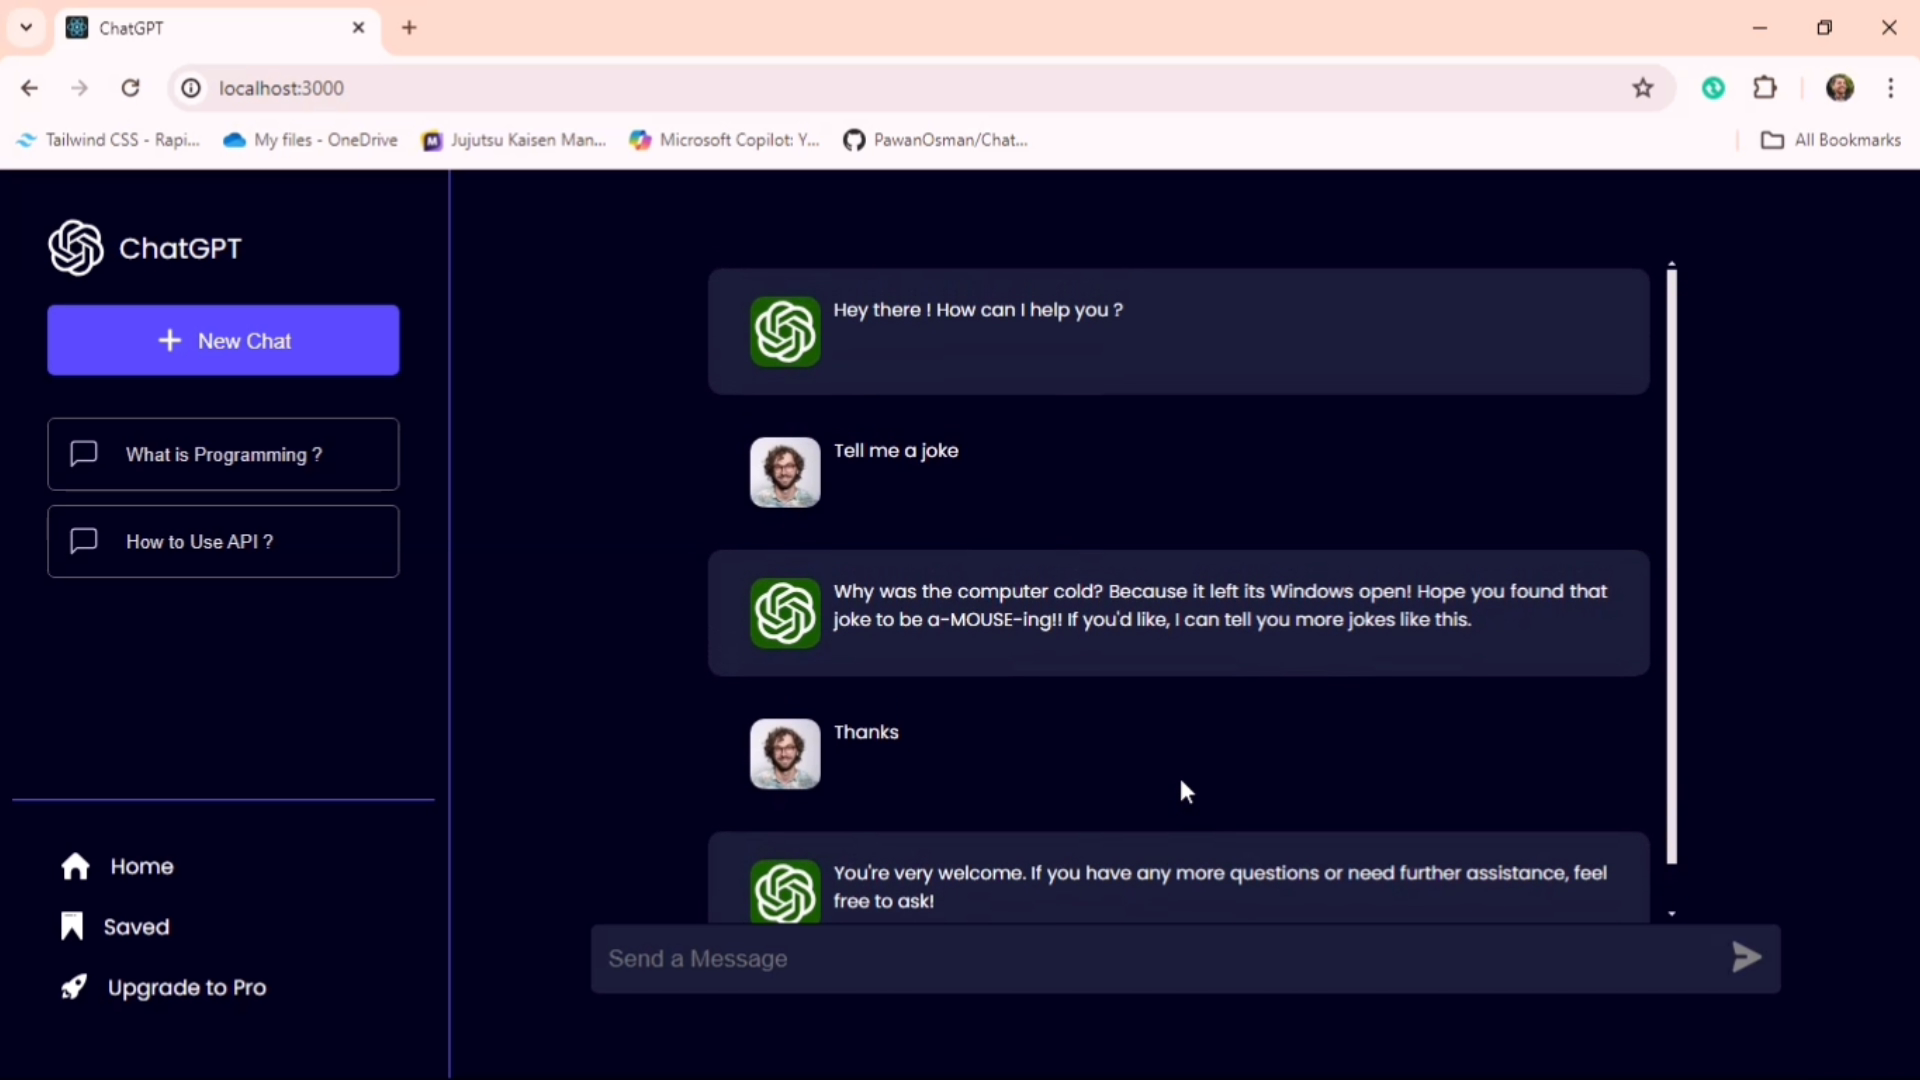 ChatGPT
localhost:3000
Tailwind CSS - Rapi...
My files - OneDrive
Jujutsu Kaisen Man...
Microsoft Copilot: Y...
PawanOsman/Chat...
All Bookmarks
ChatGPT
New Chat
What is Programming ?
How to Use API ?
Home
Saved
Upgrade to Pro
Hey there ! How can I help you ?
Tell me a joke
Why was the computer cold? Because it left its Windows open! Hope you found that
joke to be a-MOUSE-ing!! If you'd like, I can tell you more jokes like this.
Thanks
You're very welcome. If you have any more questions or need further assistance, feel
free to ask!
Send a Message